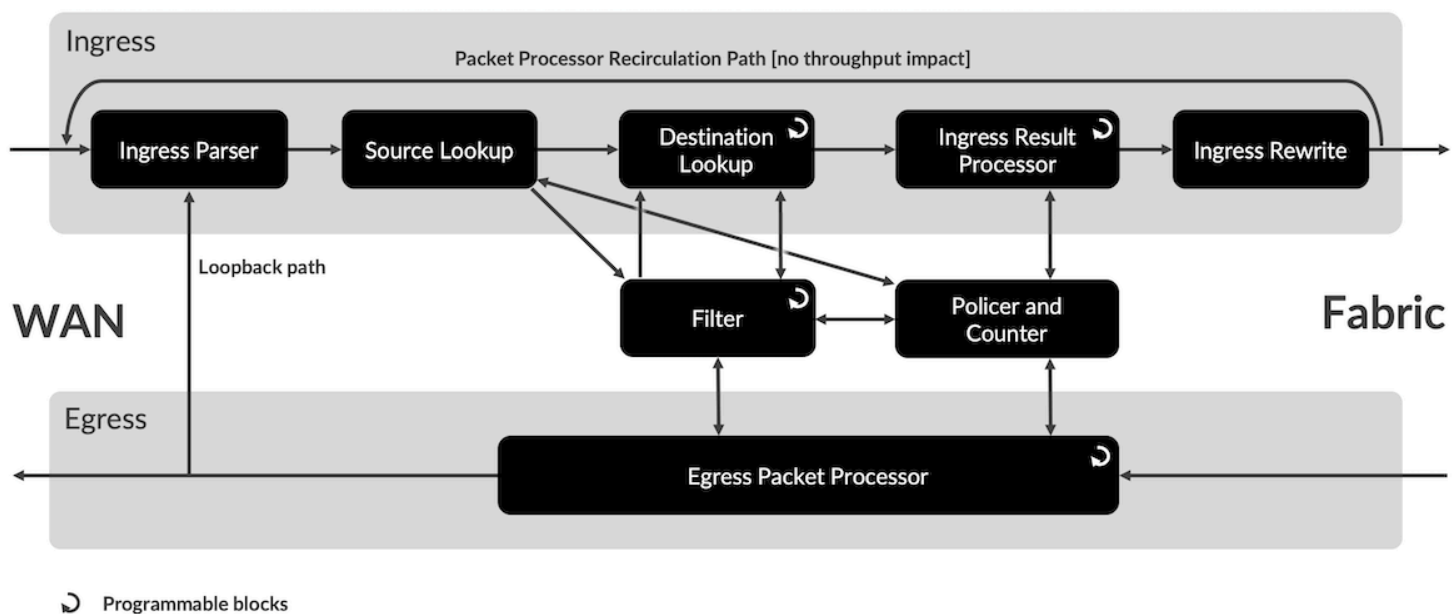 Ingress
Packet Processor Recirculation Path [no throughput impact]
Ingress Parser
Source Lookup
Destination
Lookup
Ingress Result
Processor
Ingress Rewrite
Loopback path
WAN
Filter
Policer and
Counter
Fabric
Egress
Egress Packet Processor
Programmable blocks